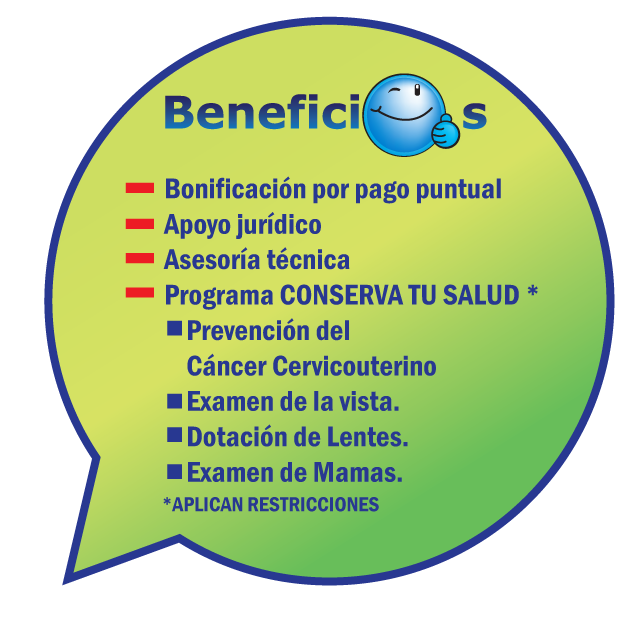 Beneficios
Bonificación por pago puntual
Apoyo jurídico
Asesoría técnica
Programa CONSERVA TU SALUD *
Prevención del
Cáncer Cervicouterino
Examen de la vista.
Dotación de Lentes.
Examen de Mamas.
*APLICAN RESTRICCIONES